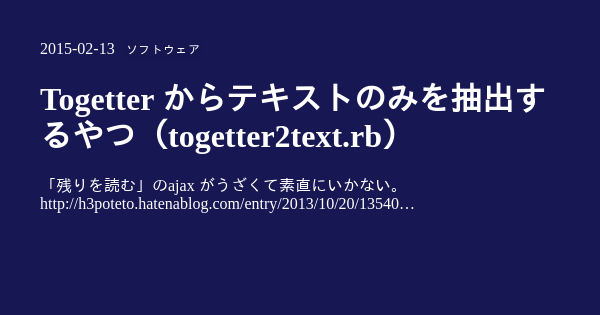 2015-02-13 ソフトウェア
Togetter からテキストのみを抽出す
るやつ（togetter2text.rb）
「残りを読む」のajax がうざくて素直にいかない。
http://h3poteto.hatenablog.com/entry/2013/10/20/13540…